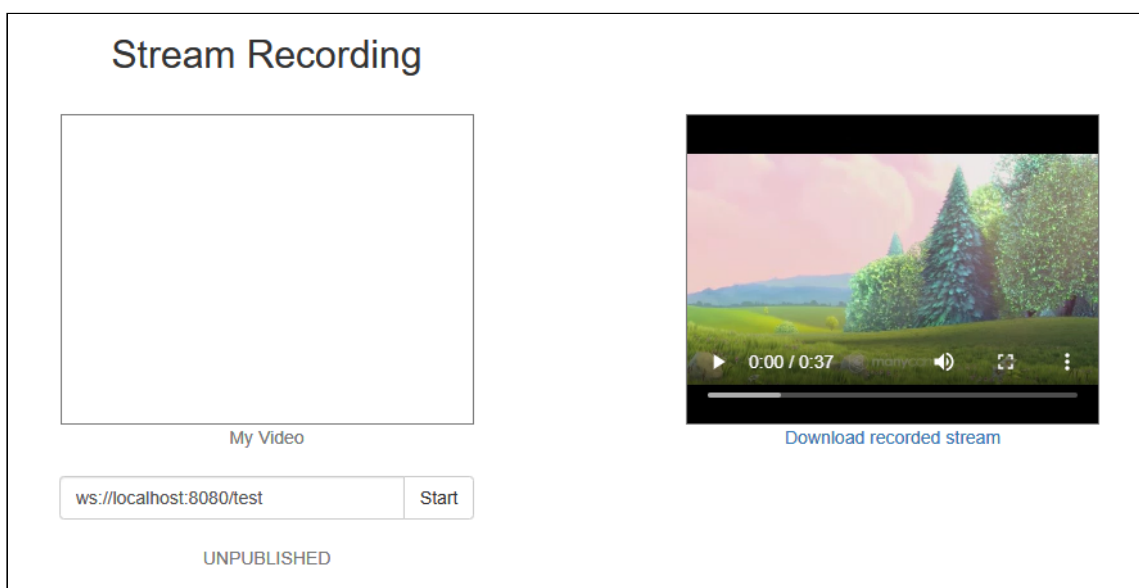 Stream Recording
0:00 / 0:37
My Video
Download recorded stream
ws://localhost:8080/test
Start
UNPUBLISHED